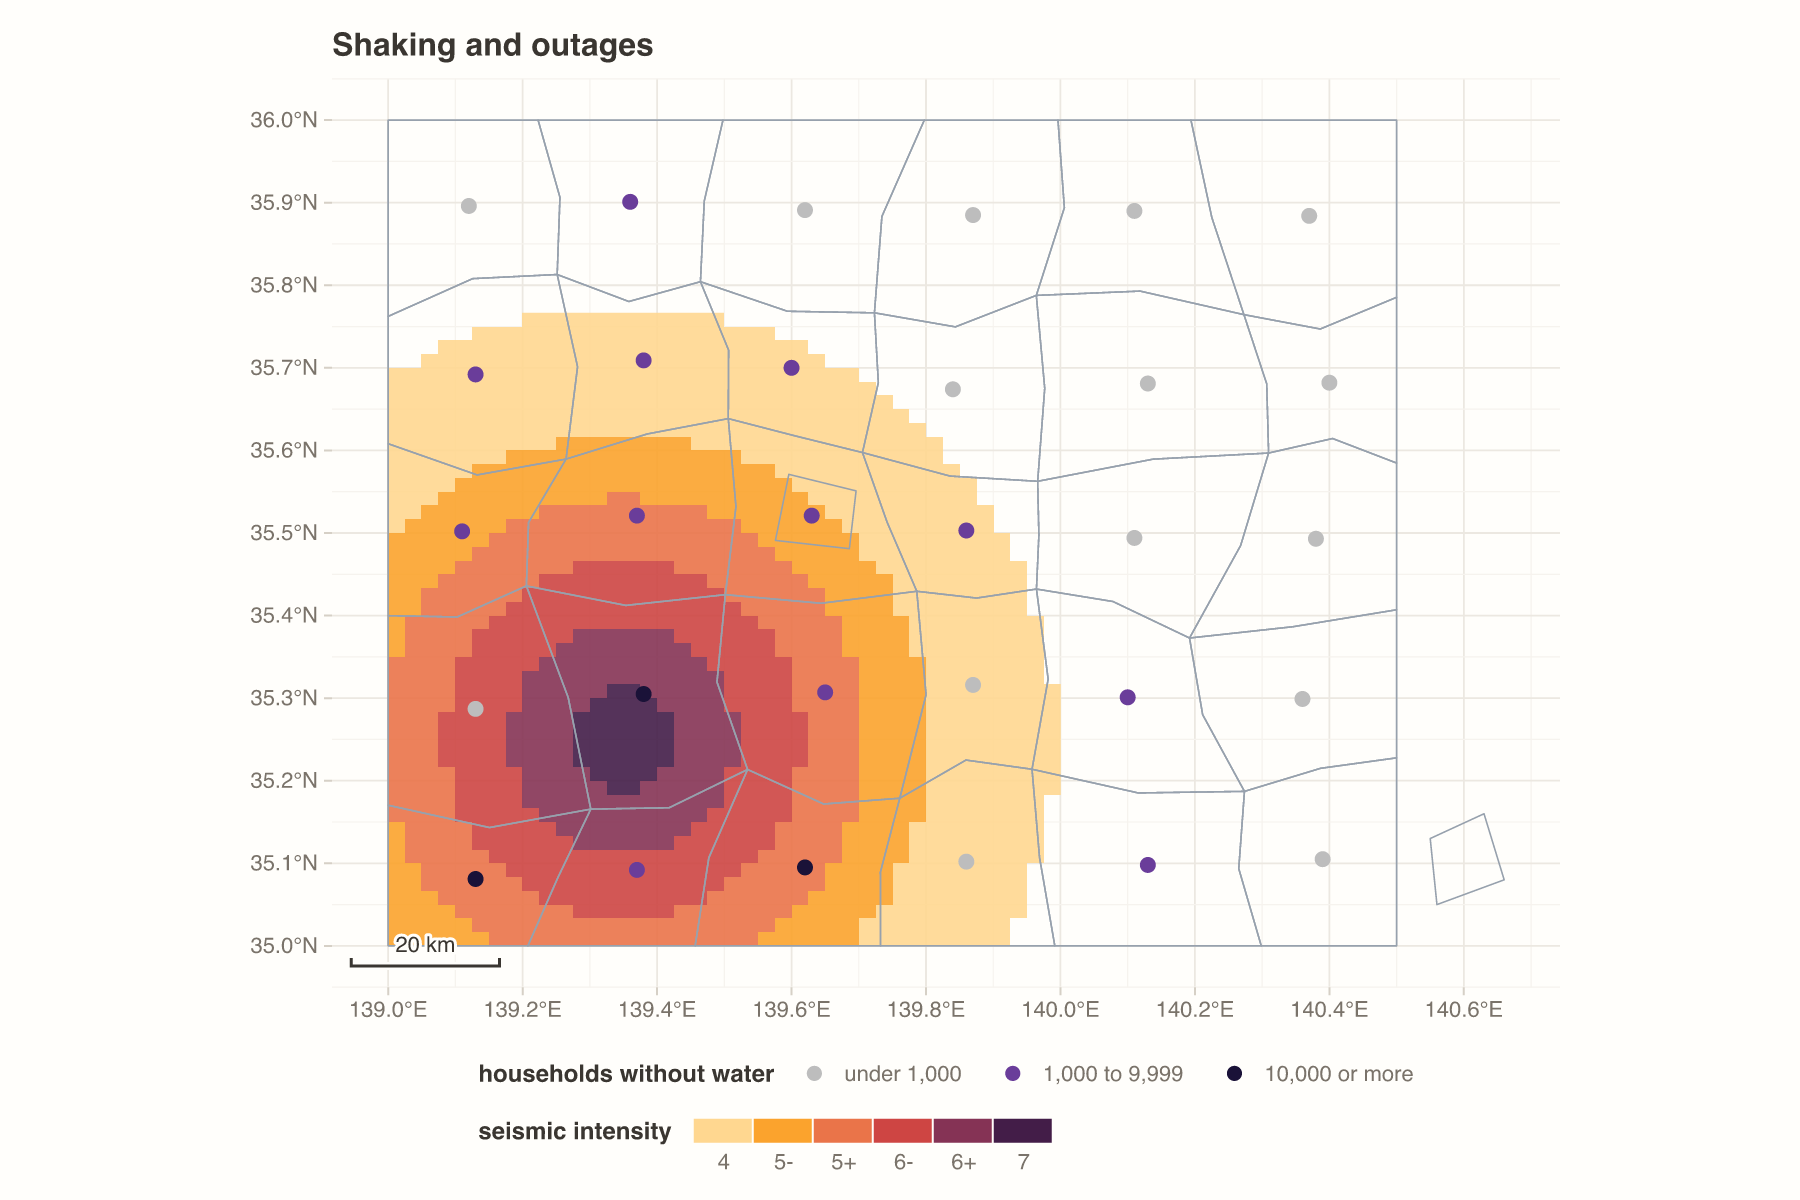 Shaking and outages
36.0°N
35.9°N
35.8°N
35.7°N
35.6°N
35.5°N
35.4°N
35.3°N
35.2°N
35.1°N
35.0°N
20 km
139.0°E 139.2°E 139.4°E 139.6°E 139.8°E 140.0°E 140.2°E 140.4°E 140.6°E
households without water under 1,000 1,000 to 9,999 10,000 or more
seismic intensity
4 5- 5+ 6- 6+ 7